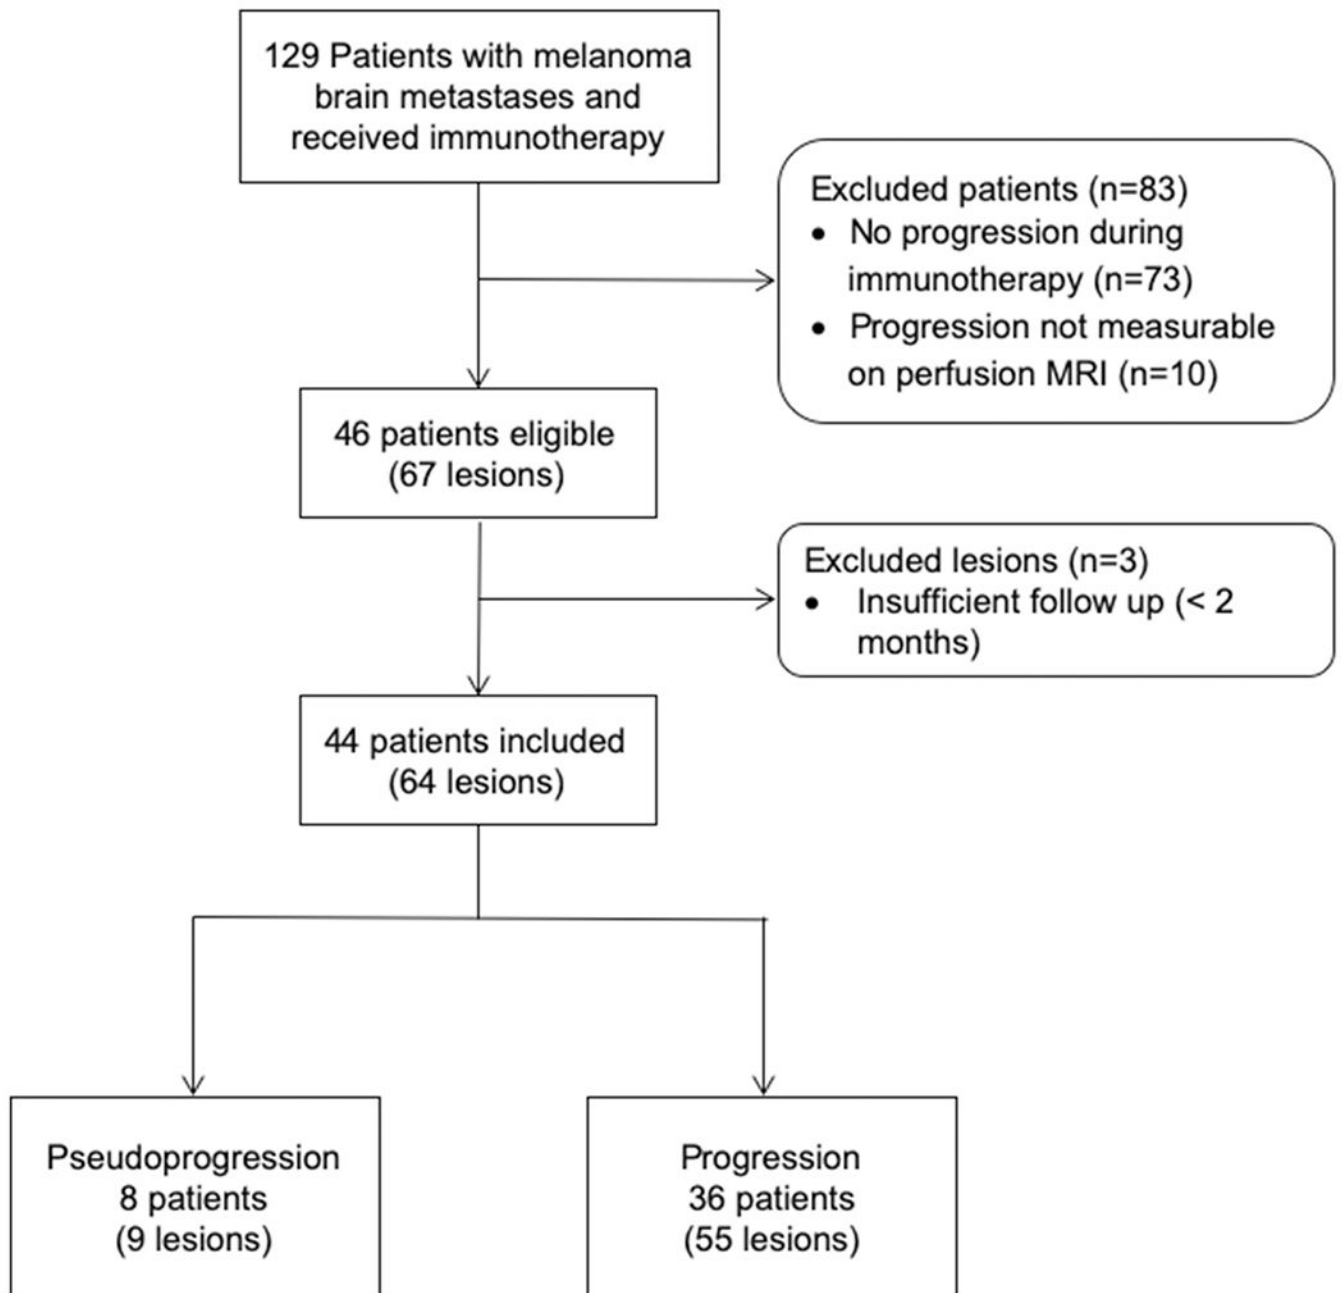 129 Patients with melanoma
brain metastases and
received immunotherapy
Excluded patients (n=83)
• No progression during
immunotherapy (n=73)
• Progression not measurable
on perfusion MRI (n=10)
46 patients eligible
(67 lesions)
Excluded lesions (n=3)
• Insufficient follow up (< 2
months)
44 patients included
(64 lesions)
Pseudoprogression
8 patients
(9 lesions)
Progression
36 patients
(55 lesions)